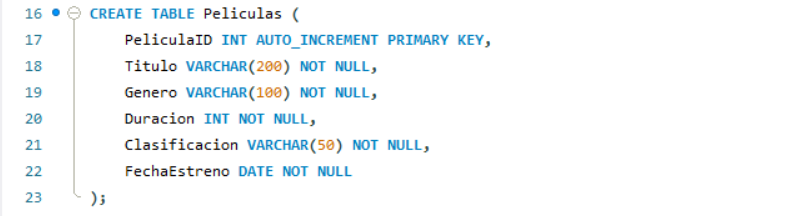 16 CREATE TABLE Peliculas (
17 PeliculaID INT AUTO_INCREMENT PRIMARY KEY,
18 Titulo VARCHAR(200) NOT NULL,
19 Genero VARCHAR(100) NOT NULL,
20 Duracion INT NOT NULL,
21 Clasificacion VARCHAR(50) NOT NULL,
22 FechaEstreno DATE NOT NULL
23 );